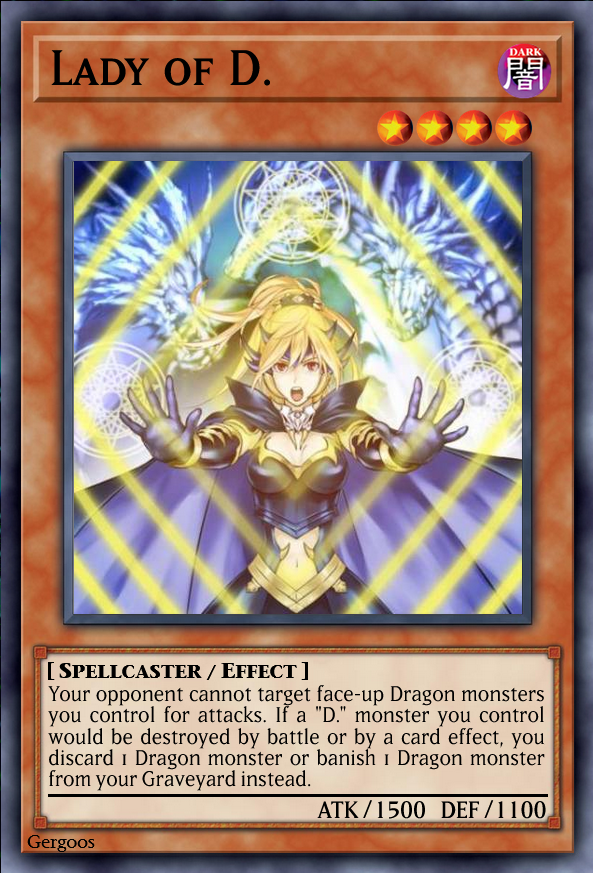 Lady of D.
DARK
闇
[ Spellcaster / Effect ]
Your opponent cannot target face-up Dragon monsters
you control for attacks. If a "D." monster you control
would be destroyed by battle or by a card effect, you
discard 1 Dragon monster or banish 1 Dragon monster
from your Graveyard instead.
ATK/1500 DEF/1100
Gergoos